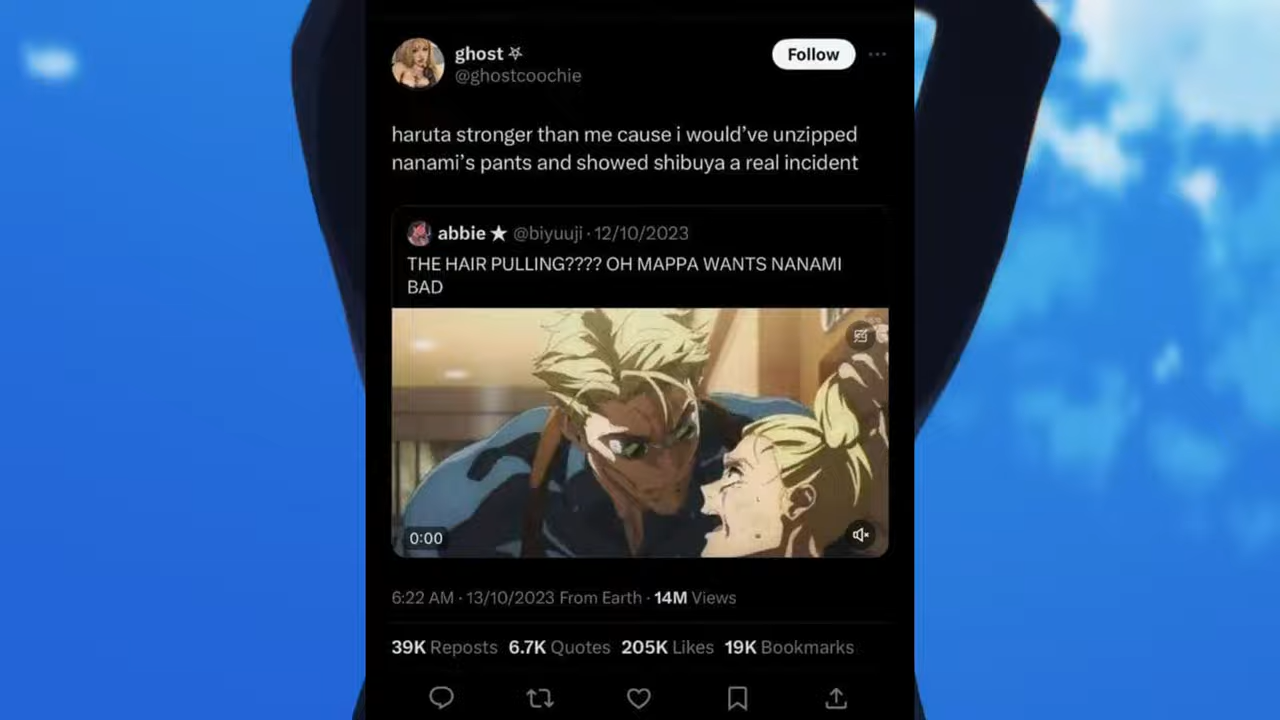 ghost ⛧
Follow
@ghostcoochie
haruta stronger than me cause i would’ve unzipped
nanami’s pants and showed shibuya a real incident
abbie ★ @biyuuji · 12/10/2023
THE HAIR PULLING???? OH MAPPA WANTS NANAMI
BAD
0:00
6:22 AM · 13/10/2023 From Earth · 14M Views
39K Reposts 6.7K Quotes 205K Likes 19K Bookmarks